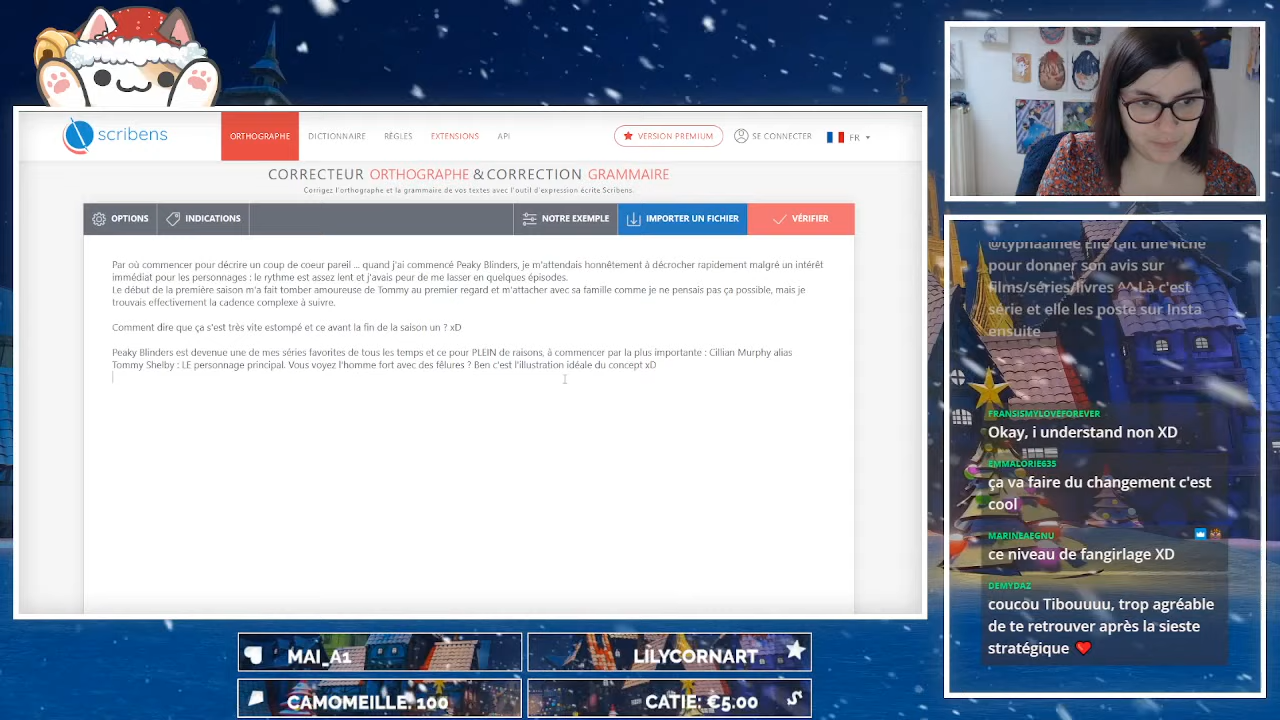 scribens
ORTHOGRAPHE
DICTIONNAIRE
RÈGLES
EXTENSIONS
API
VERSION PREMIUM
SE CONNECTER
FR
CORRECTEUR ORTHOGRAPHE & CORRECTION GRAMMAIRE
Corrigez l'orthographe et la grammaire de vos textes avec l'outil d'expression écrite Scribens.
OPTIONS
INDICATIONS
NOTRE EXEMPLE
IMPORTER UN FICHIER
VÉRIFIER
Par où commencer pour décrire un coup de coeur pareil ... quand j'ai commencé Peaky Blinders, je m'attendais honnêtement à décrocher rapidement malgré un intérêt
immédiat pour les personnages : le rythme est assez lent et j'avais peur de me lasser en quelques épisodes.
Le début de la première saison m'a fait tomber amoureuse de Tommy au premier regard et m'attacher avec sa famille comme je ne pensais pas ça possible, mais je
trouvais effectivement la cadence complexe à suivre.
Comment dire que ça s'est très vite estompé et ce avant la fin de la saison un ? xD
Peaky Blinders est devenue une de mes séries favorites de tous les temps et ce pour PLEIN de raisons, à commencer par la plus importante : Cillian Murphy alias
Tommy Shelby : LE personnage principal. Vous voyez l'homme fort avec des fêlures ? Ben c'est l'illustration idéale du concept xD
@typhaainee Elle fait une fiche
pour donner son avis sur
films/séries/livres ^^ Là c'est
série et elle les poste sur Insta
ensuite
FRANSISMYLOVEFOREVER
Okay, i understand non XD
EMMALORIE635
ça va faire du changement c'est
cool
MARINEAEGNU
ce niveau de fangirlage XD
DEMYDAZ
coucou Tibouuuu, trop agréable
de te retrouver après la sieste
stratégique
MAI_A1
LILYCORNART
CAMOMEILLE: 100
CATIE: €5.00